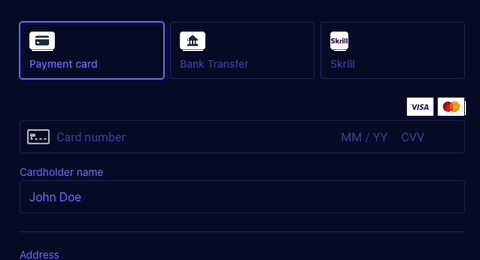 Skrill
Payment card
Bank Transfer
Skrill
VISA
Card number
MM / YY
CVV
Cardholder name
John Doe
Address